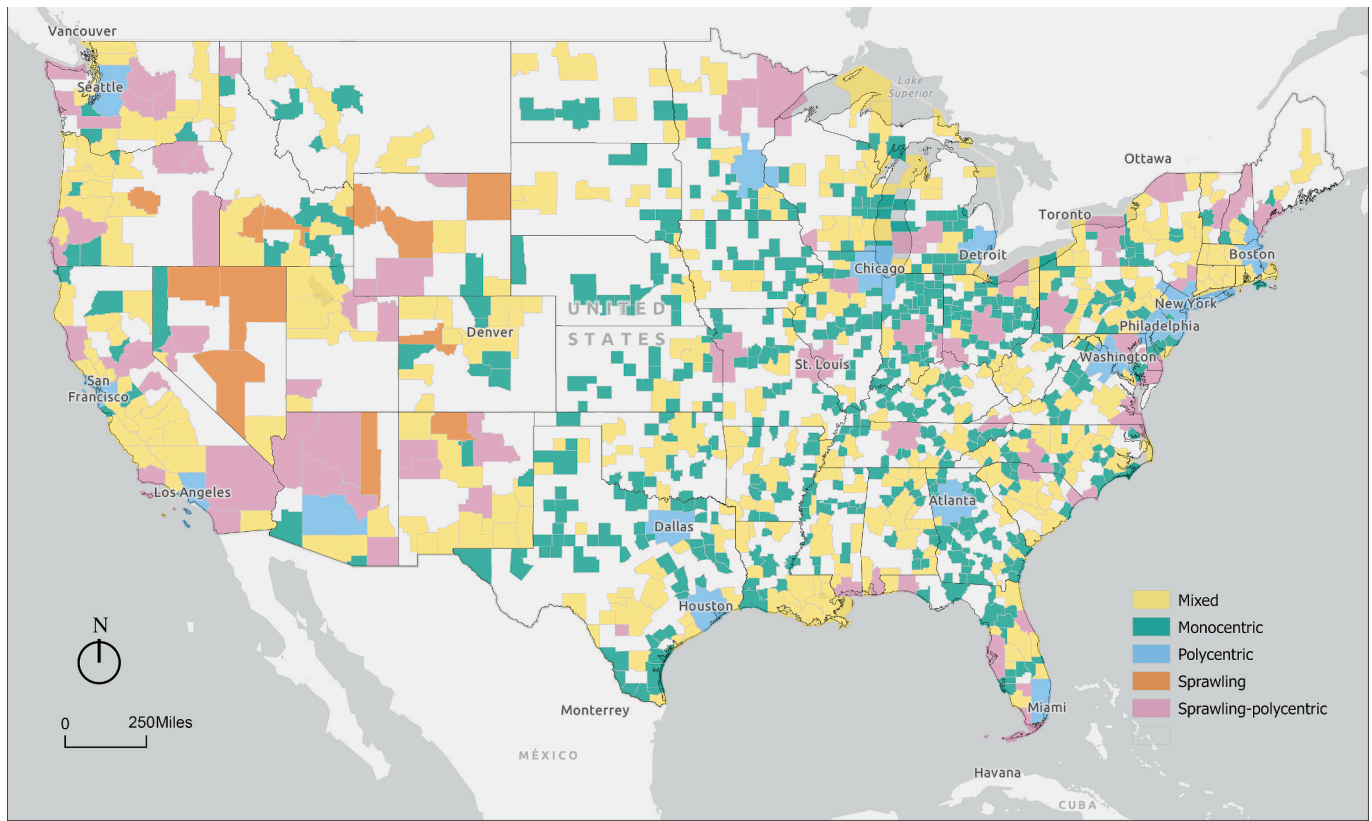 Vancouver
Seattle
Lake
Superior
Ottawa
Toronto
Boston
Detroit
Chicago
New York
Philadelphia
UNITED
STATES
Denver
Washington
St. Louis
San
Francisco
Los Angeles
Atlanta
Dallas
Houston
Miami
Monterrey
MÉXICO
Havana
CUBA
N
0 250Miles
Mixed
Monocentric
Polycentric
Sprawling
Sprawling-polycentric